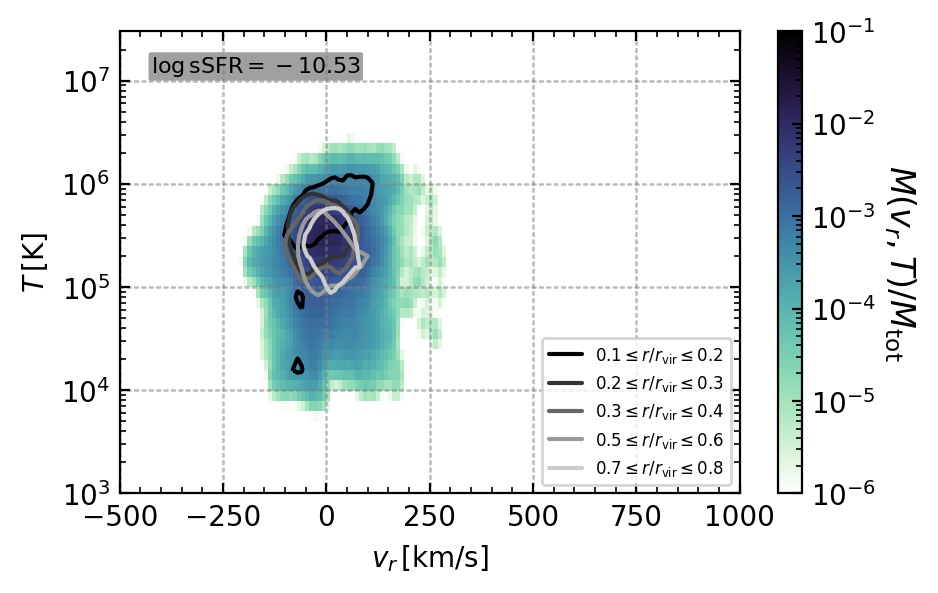 log sSFR = −10.53
10⁷
10⁶
10⁵
10⁴
10³
T [K]
−500
−250
0
250
500
750
1000
v_r [km/s]
0.1 ≤ r/r_vir ≤ 0.2
0.2 ≤ r/r_vir ≤ 0.3
0.3 ≤ r/r_vir ≤ 0.4
0.5 ≤ r/r_vir ≤ 0.6
0.7 ≤ r/r_vir ≤ 0.8
10⁻¹
10⁻²
10⁻³
10⁻⁴
10⁻⁵
10⁻⁶
M(v_r, T)/M_tot